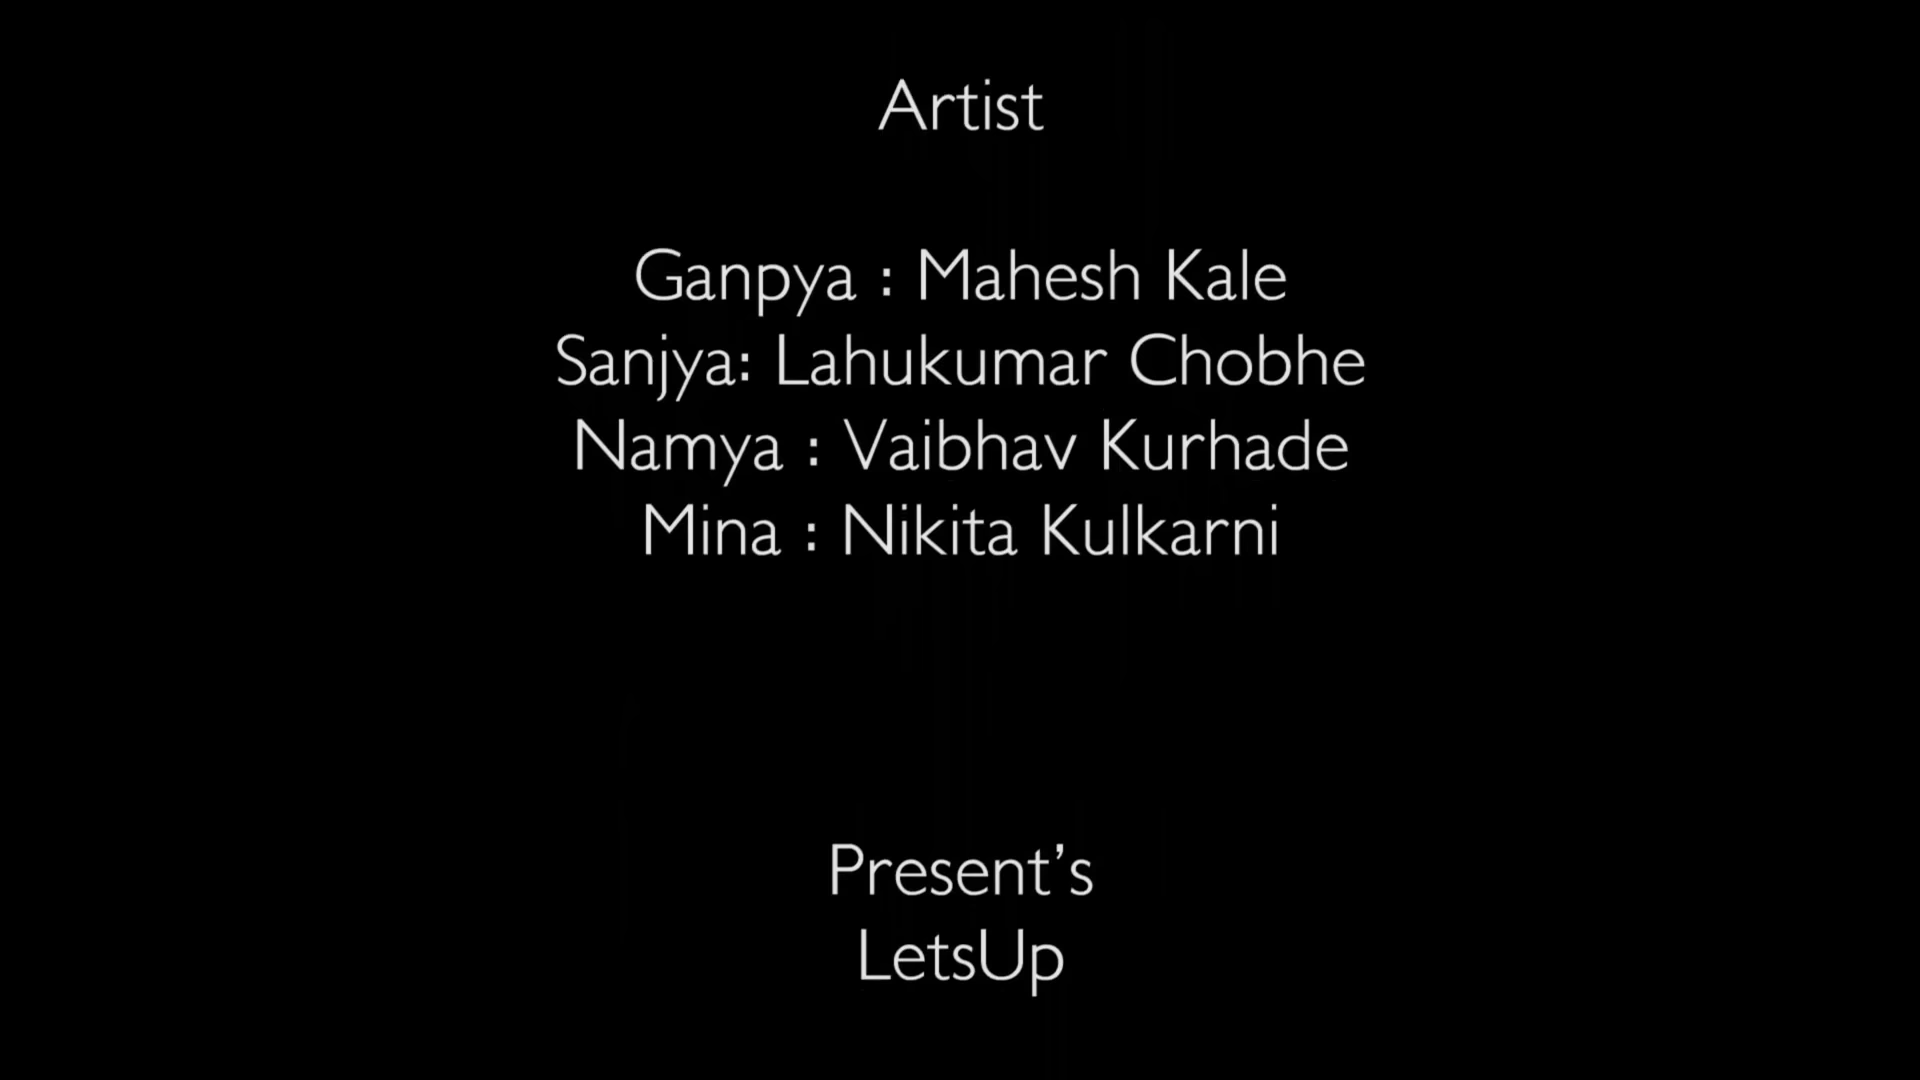 Artist
Ganpya : Mahesh Kale
Sanjya: Lahukumar Chobhe
Namya : Vaibhav Kurhade
Mina : Nikita Kulkarni
Present’s
LetsUp